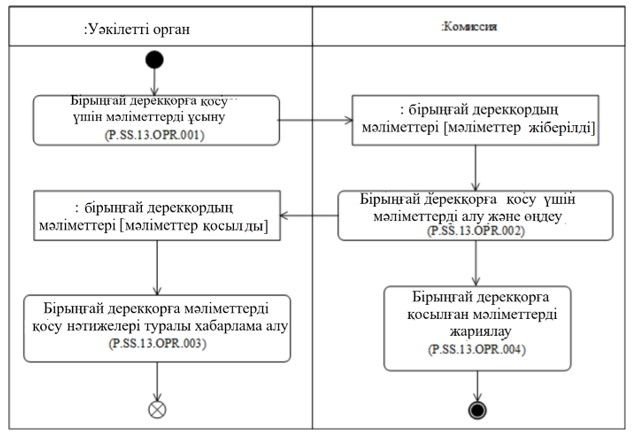 :Уәкілетті орган
:Комиссия
Бірыңғай дерекқорға қосу
үшін мәліметтерді ұсыну
(P.SS.13.OPR.001)
: бірыңғай дерекқордың
мәліметтері [мәліметтер жіберілді]
: бірыңғай дерекқордың
мәліметтері [мәліметтер қосылды]
Бірыңғай дерекқорға қосу үшін
мәліметтерді алу және өңдеу
(P.SS.13.OPR.002)
Бірыңғай дерекқорға мәліметтерді
қосу нәтижелері туралы хабарлама алу
(P.SS.13.OPR.003)
Бірыңғай дерекқорға
қосылған мәліметтерді
жариялау
(P.SS.13.OPR.004)